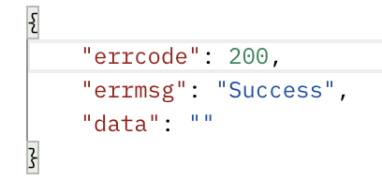 {
"errcode": 200,
"errmsg": "Success",
"data": ""
}